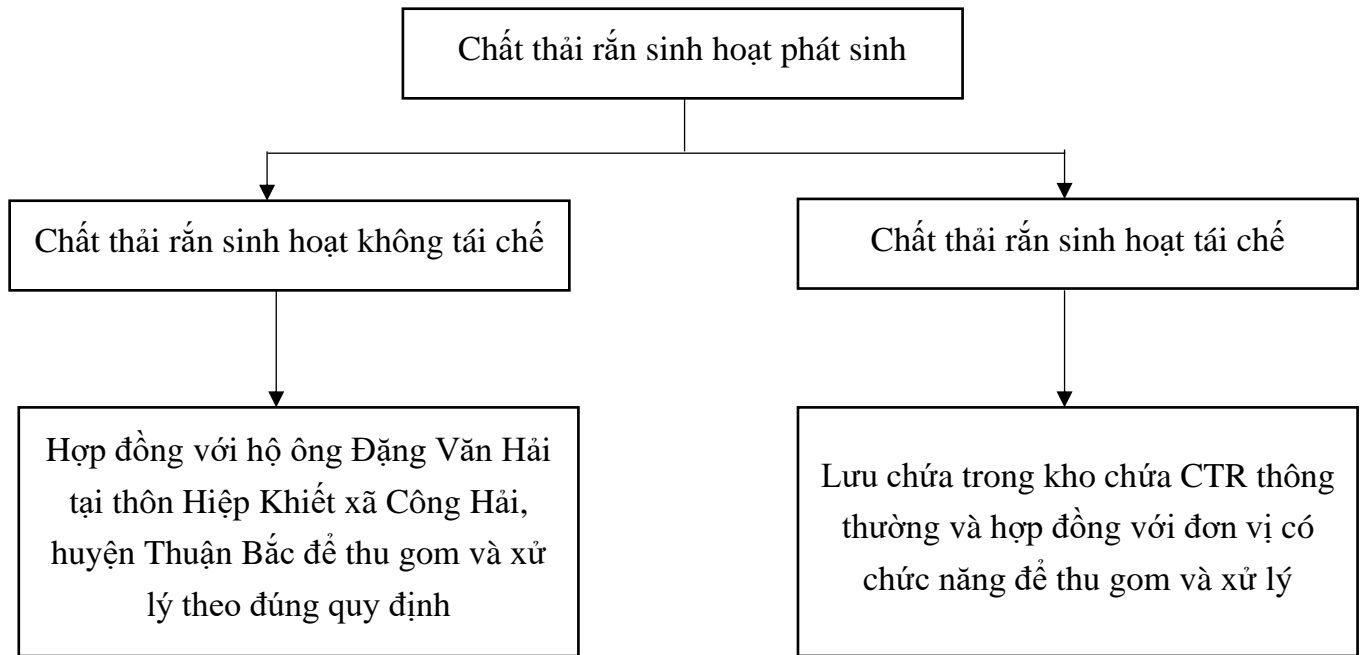 Chất thải rắn sinh hoạt phát sinh
Chất thải rắn sinh hoạt không tái chế
Chất thải rắn sinh hoạt tái chế
Hợp đồng với hộ ông Đặng Văn Hải
tại thôn Hiệp Khiết xã Công Hải,
huyện Thuận Bắc để thu gom và xử
lý theo đúng quy định
Lưu chứa trong kho chứa CTR thông
thường và hợp đồng với đơn vị có
chức năng để thu gom và xử lý